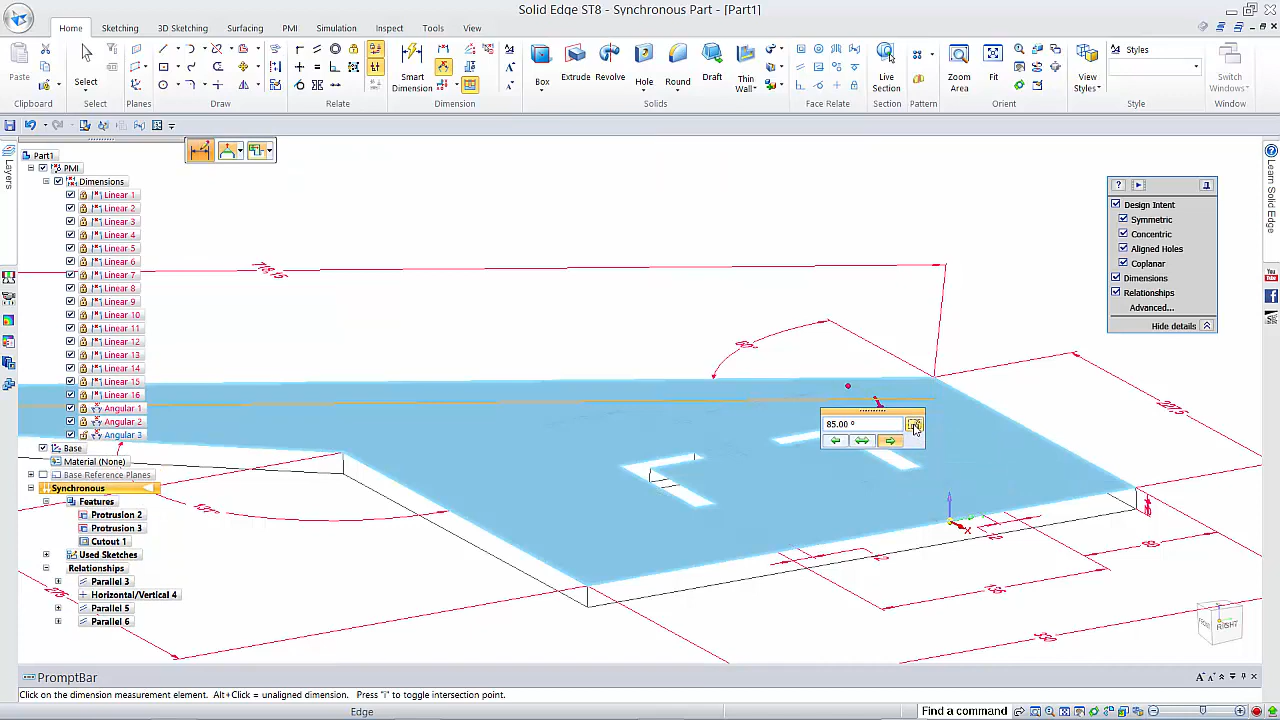 Solid Edge ST8 - Synchronous Part - [Part1]
Home Sketching 3D Sketching Surfacing PMI Simulation Inspect Tools View
Paste Select Smart Dimension Box Extrude Revolve Hole Round Draft Thin Wall Live Section Zoom Area Fit View Styles Styles Switch Windows
Clipboard Select Planes Draw Relate Dimension Solids Face Relate Section Pattern Orient Style Window
Part1
PMI
Dimensions
Linear 1
Linear 2
Linear 3
Linear 4
Linear 5
Linear 6
Linear 7
Linear 8
Linear 9
Linear 10
Linear 11
Linear 12
Linear 13
Linear 14
Linear 15
Linear 16
Angular 1
Angular 2
Angular 3
Base
Material (None)
Base Reference Planes
Synchronous
Features
Protrusion 2
Protrusion 3
Cutout 1
Used Sketches
Relationships
Parallel 3
Horizontal/Vertical 4
Parallel 5
Parallel 6
Layers
Design Intent
Symmetric
Concentric
Aligned Holes
Coplanar
Dimensions
Relationships
Advanced...
Hide details
Learn Solid Edge
You
85.00 °
X
RIGHT
PromptBar
Click on the dimension measurement element. Alt+Click = unaligned dimension. Press "i" to toggle intersection point.
Edge
Find a command